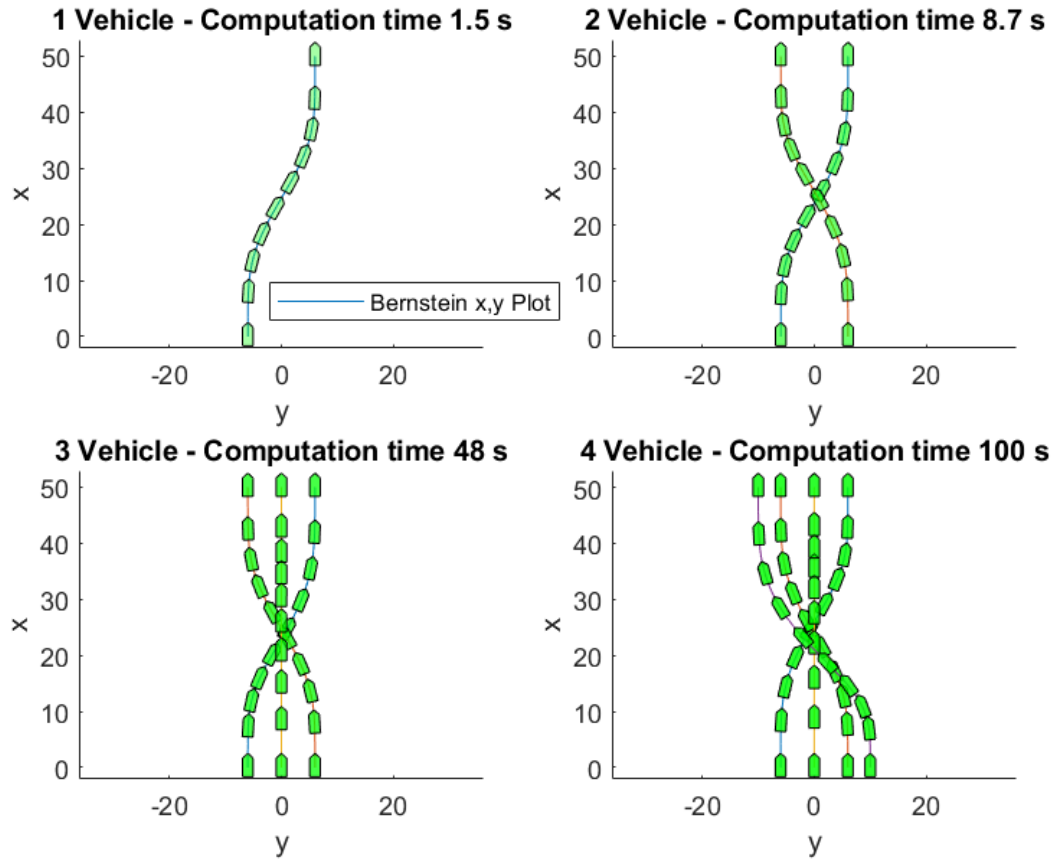 1 Vehicle - Computation time 1.5 s
50
40
30
20
10
0
x
-20 0 20
y
Bernstein x,y Plot
2 Vehicle - Computation time 8.7 s
50
40
30
20
10
0
x
-20 0 20
y
3 Vehicle - Computation time 48 s
50
40
30
20
10
0
x
-20 0 20
y
4 Vehicle - Computation time 100 s
50
40
30
20
10
0
x
-20 0 20
y